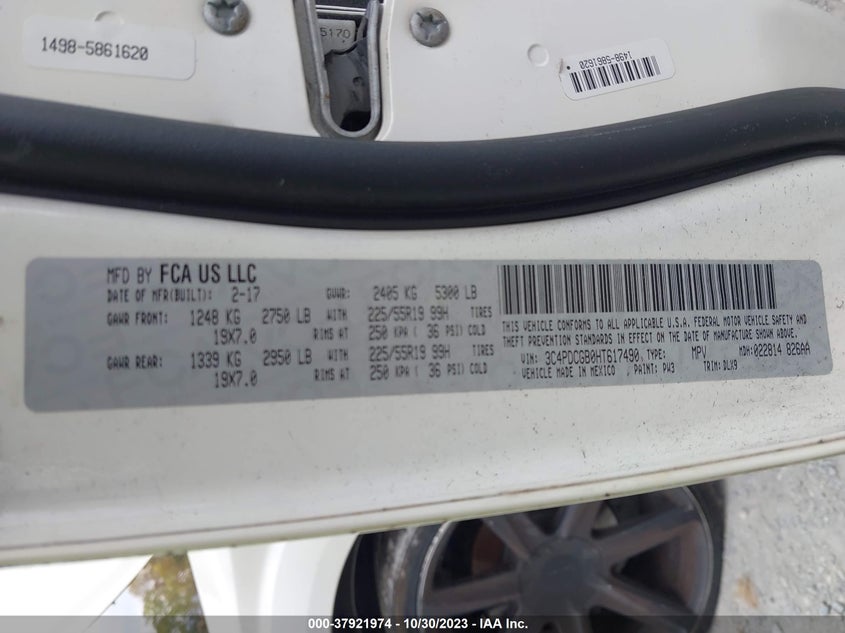 1498-5861620
5170
1498-5861620
MFD BY FCA US LLC
DATE OF MFR(BUILT): 2-17 GVWR: 2405 KG 5300 LB
GAWR FRONT: 1248 KG 2750 LB WITH 225/55R19 99H TIRES
19X7.0 RIMS AT 250 KPA ( 36 PSI) COLD
GAWR REAR: 1339 KG 2950 LB WITH 225/55R19 99H TIRES
19X7.0 RIMS AT 250 KPA ( 36 PSI) COLD
THIS VEHICLE CONFORMS TO ALL APPLICABLE U.S.A. FEDERAL MOTOR VEHICLE SAFETY AND
THEFT PREVENTION STANDARDS IN EFFECT ON THE DATE OF MANUFACTURE SHOWN ABOVE.
VIN: 3C4PDCGB0HT617490 TYPE: MPV MDH:022814 826AA
VEHICLE MADE IN MEXICO PAINT: PW3 TRIM:DLX9
000-37921974 | 10/30/2023 | IAA Inc.